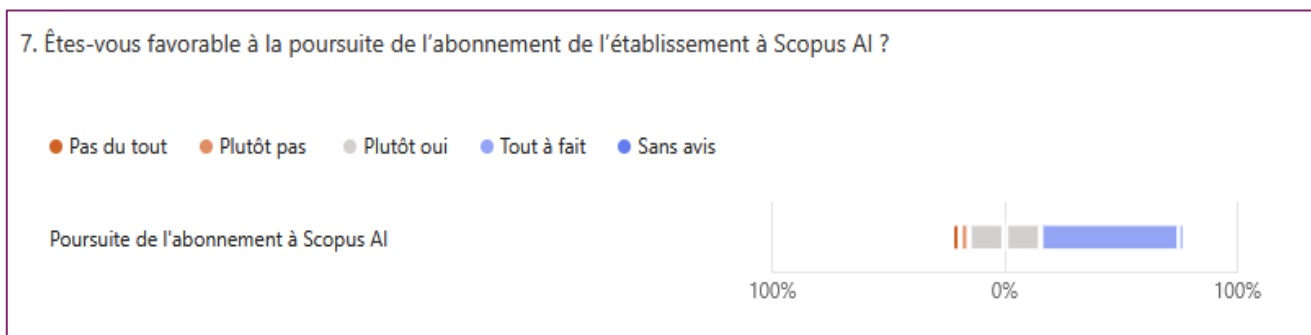 7. Êtes-vous favorable à la poursuite de l’abonnement de l’établissement à Scopus AI ?
Pas du tout Plutôt pas Plutôt oui Tout à fait Sans avis
Poursuite de l'abonnement à Scopus AI
100% 0% 100%